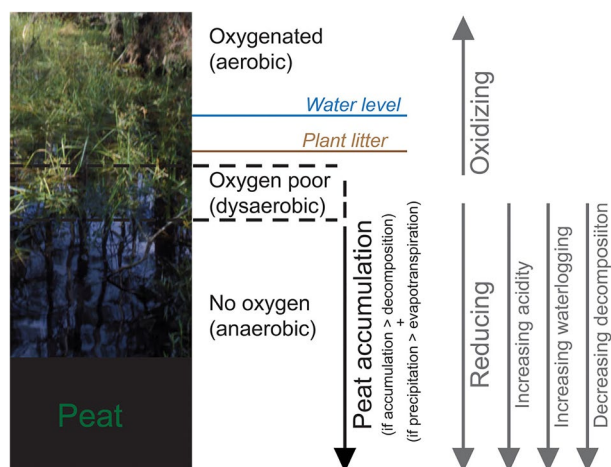 Oxygenated
(aerobic)
Water level
Plant litter
Oxygen poor
(dysaerobic)
No oxygen
(anaerobic)
Peat
Peat accumulation
(if accumulation > decomposition)
+
(if precipitation > evapotranspiration)
Oxidizing
Reducing
Increasing acidity
Increasing waterlogging
Decreasing decomposiiton